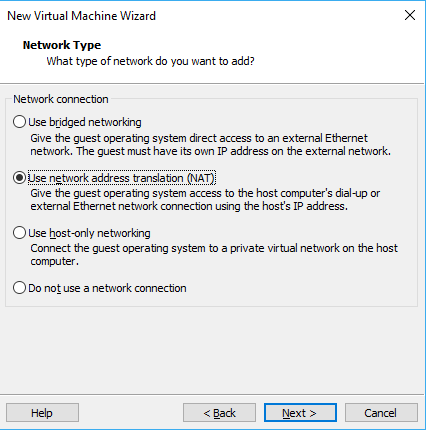 New Virtual Machine Wizard
Network Type
What type of network do you want to add?
Network connection
Use bridged networking
Give the guest operating system direct access to an external Ethernet
network. The guest must have its own IP address on the external network.
Use network address translation (NAT)
Give the guest operating system access to the host computer's dial-up or
external Ethernet network connection using the host's IP address.
Use host-only networking
Connect the guest operating system to a private virtual network on the host
computer.
Do not use a network connection
Help
< Back
Next >
Cancel